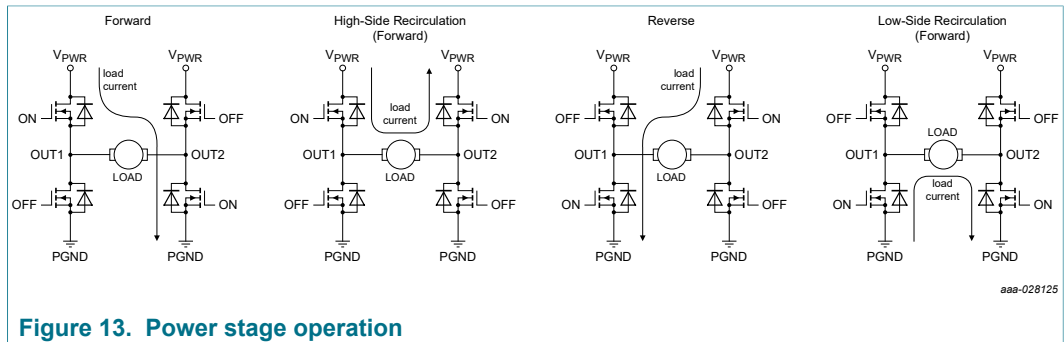 Forward
VPWR
VPWR
load
current
ON
OFF
OUT1
OUT2
LOAD
OFF
ON
PGND
PGND
High-Side Recirculation
(Forward)
VPWR
VPWR
load
current
ON
ON
OUT1
OUT2
LOAD
OFF
OFF
PGND
PGND
Reverse
VPWR
VPWR
load
current
OFF
ON
OUT1
OUT2
LOAD
ON
OFF
PGND
PGND
Low-Side Recirculation
(Forward)
VPWR
VPWR
OFF
OFF
LOAD
OUT1
OUT2
load
current
ON
ON
PGND
PGND
aaa-028125
Figure 13. Power stage operation